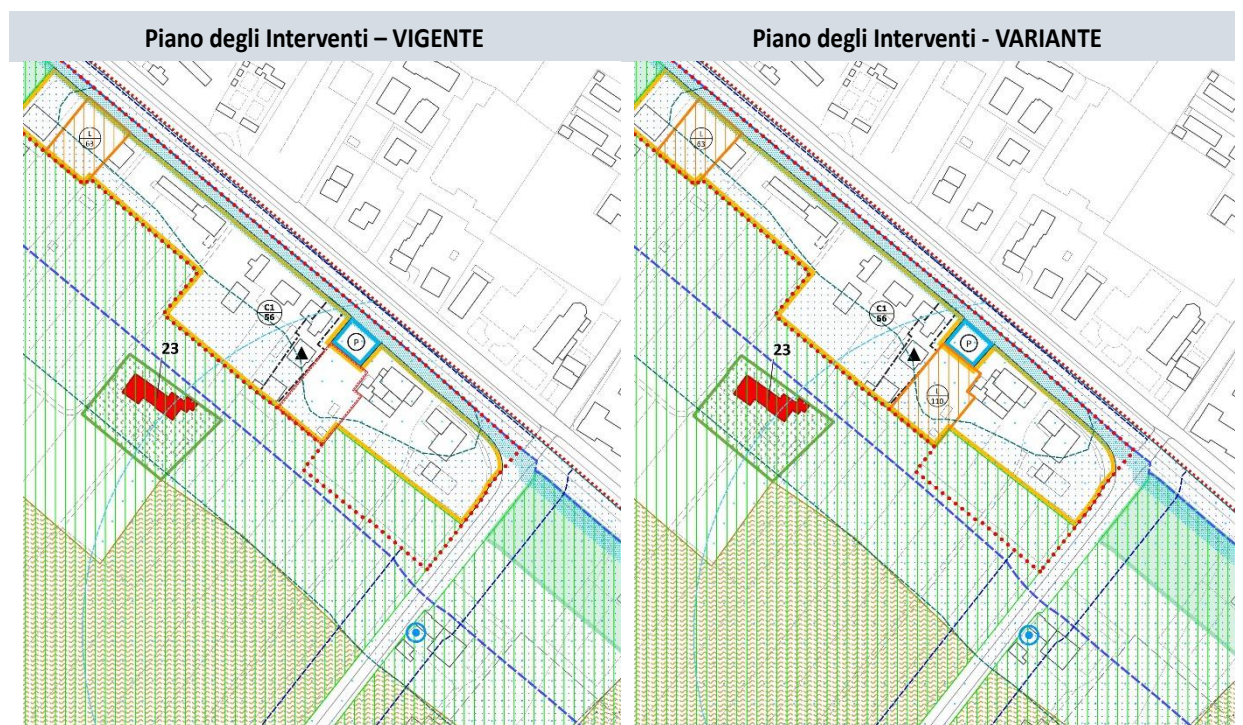 Piano degli Interventi – VIGENTE
Piano degli Interventi - VARIANTE
L
63
C1
56
P
23
L
63
C1
56
P
23
L
110